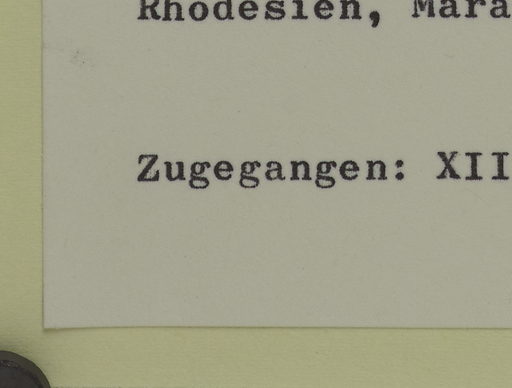 Rhodesien, Mara
Zugegangen: XII